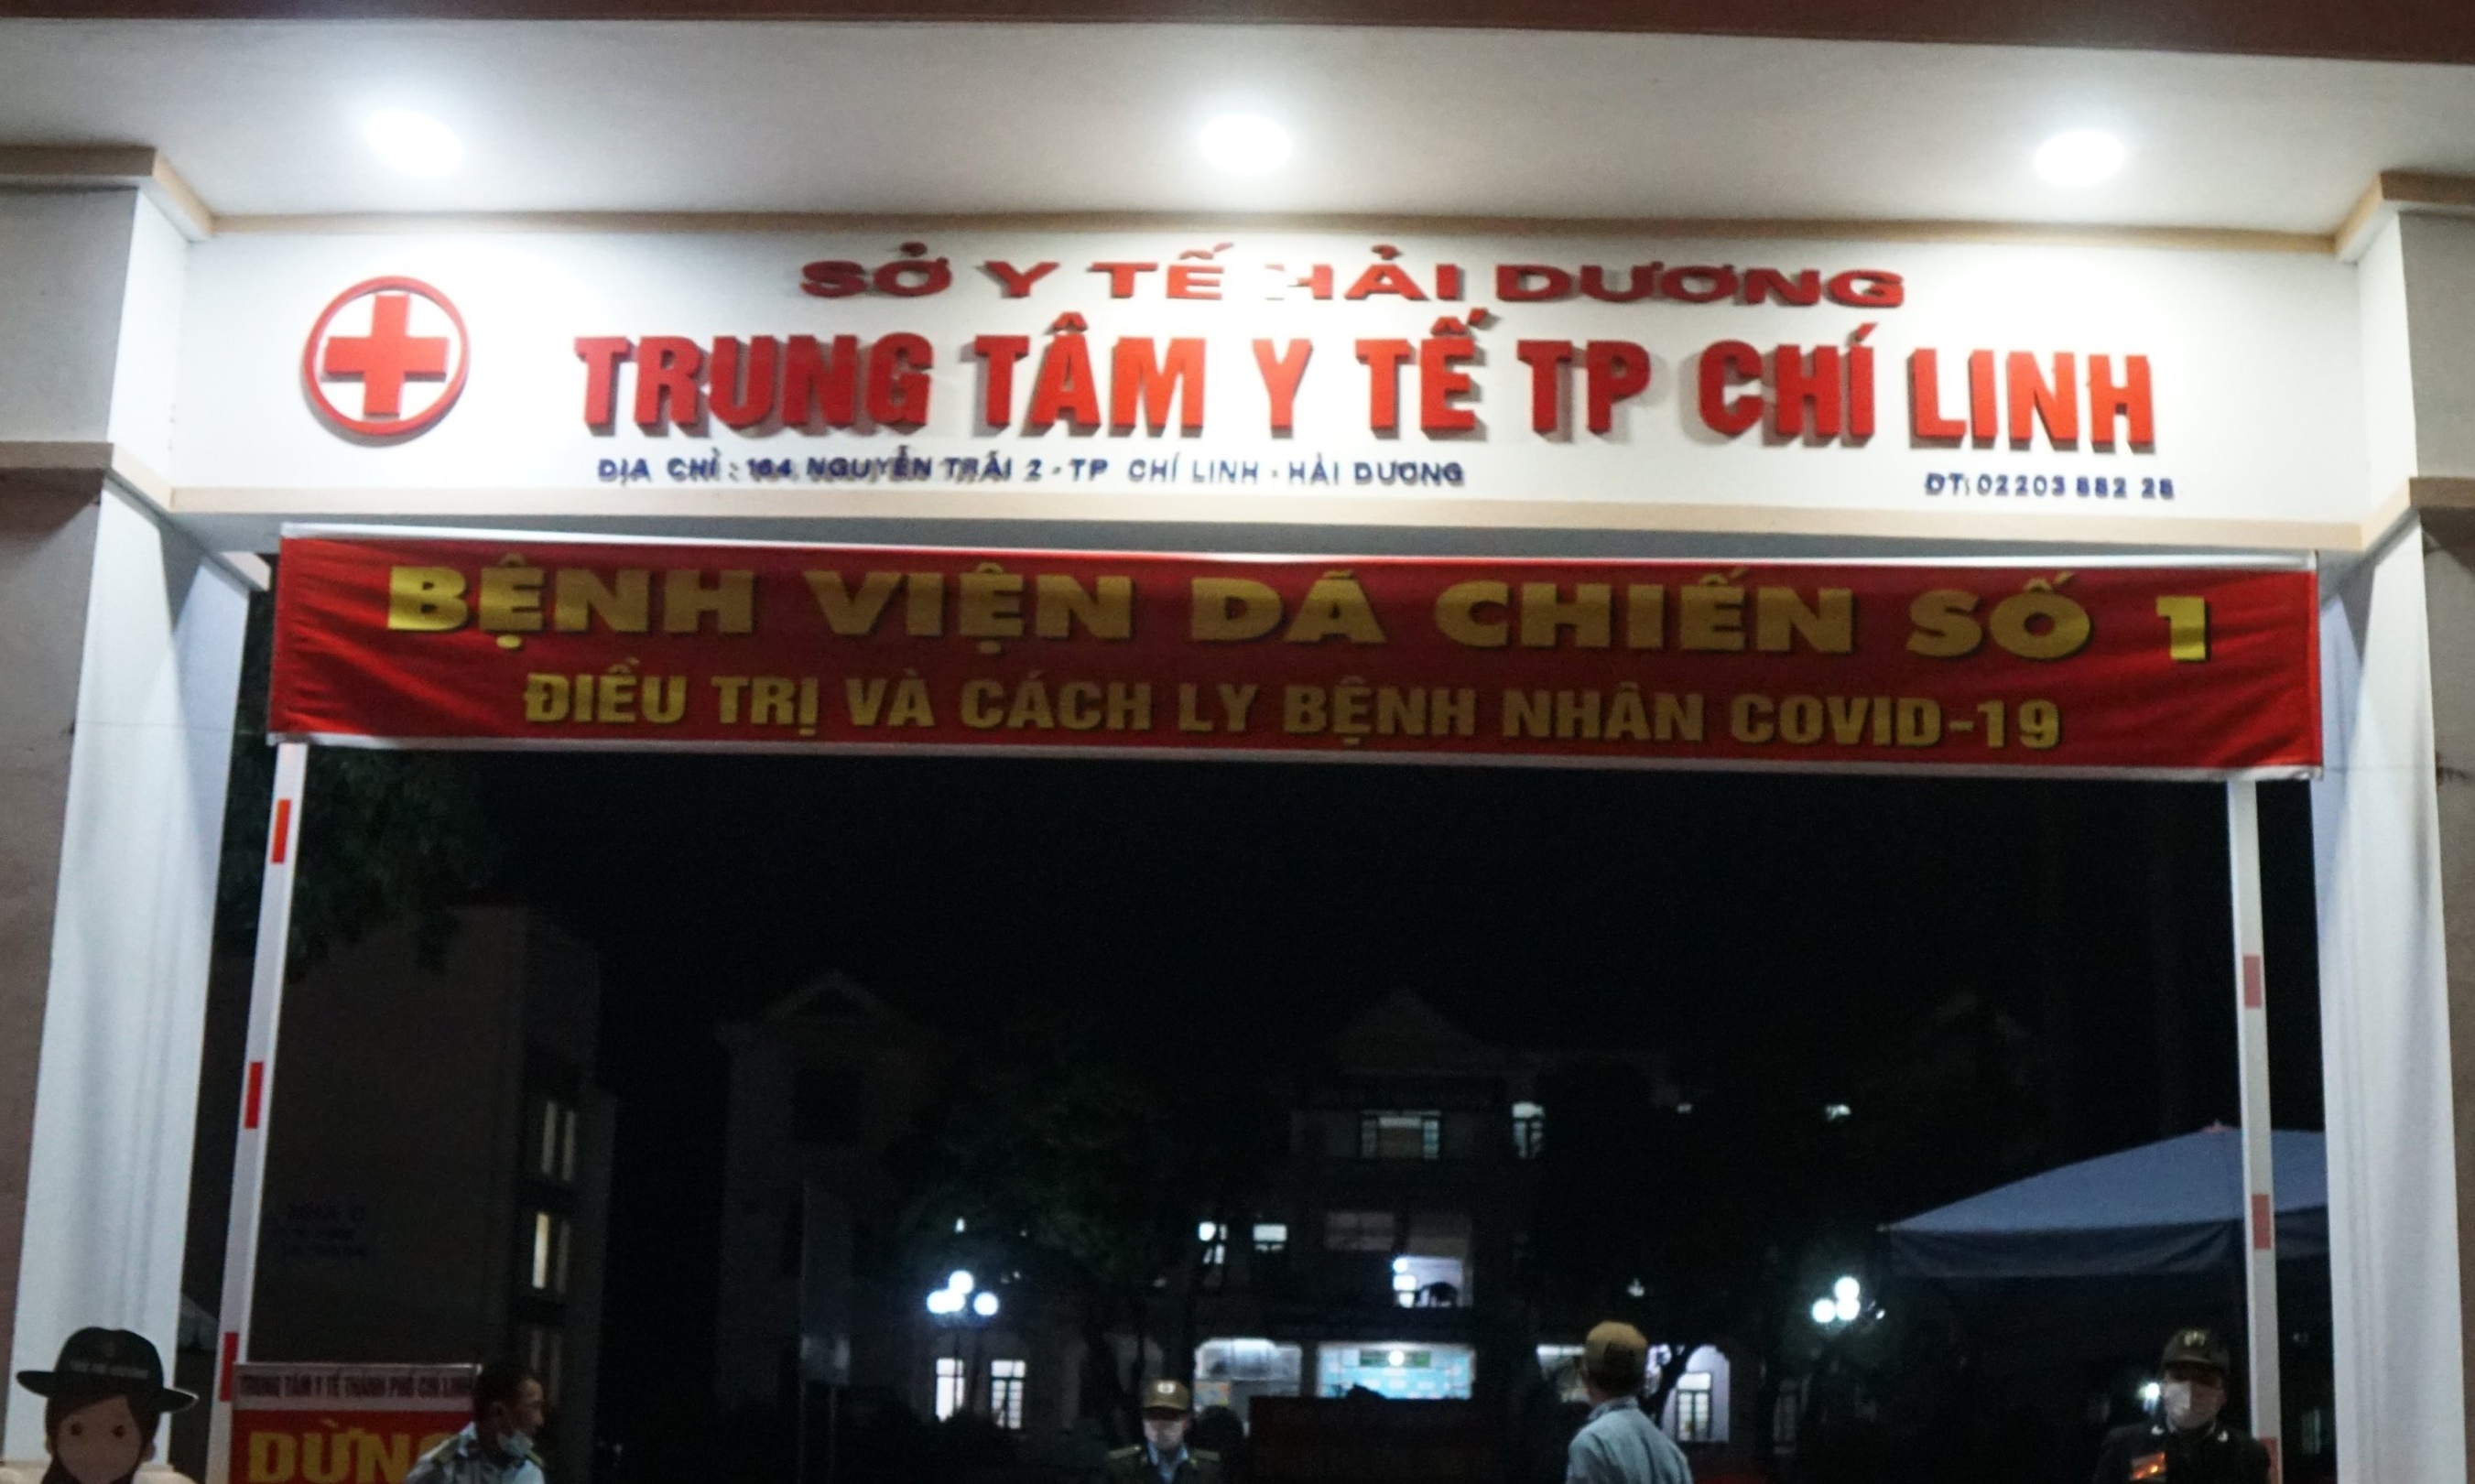 SỞ Y TẾ HẢI DƯƠNG
TRUNG TÂM Y TẾ TP CHÍ LINH
ĐỊA CHỈ : 164 NGUYỄN TRÃI 2 - TP CHÍ LINH - HẢI DƯƠNG
ĐT: 02203 882 28
BỆNH VIỆN DÃ CHIẾN SỐ 1
ĐIỀU TRỊ VÀ CÁCH LY BỆNH NHÂN COVID-19
TRUNG TÂM Y TẾ THÀNH PHỐ CHÍ LINH
DỪNG